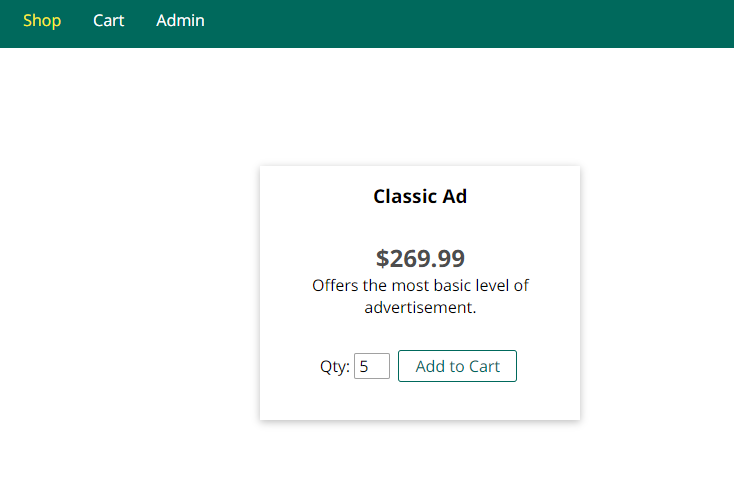 Shop Cart Admin
Classic Ad
$269.99
Offers the most basic level of
advertisement.
Qty: 5 Add to Cart